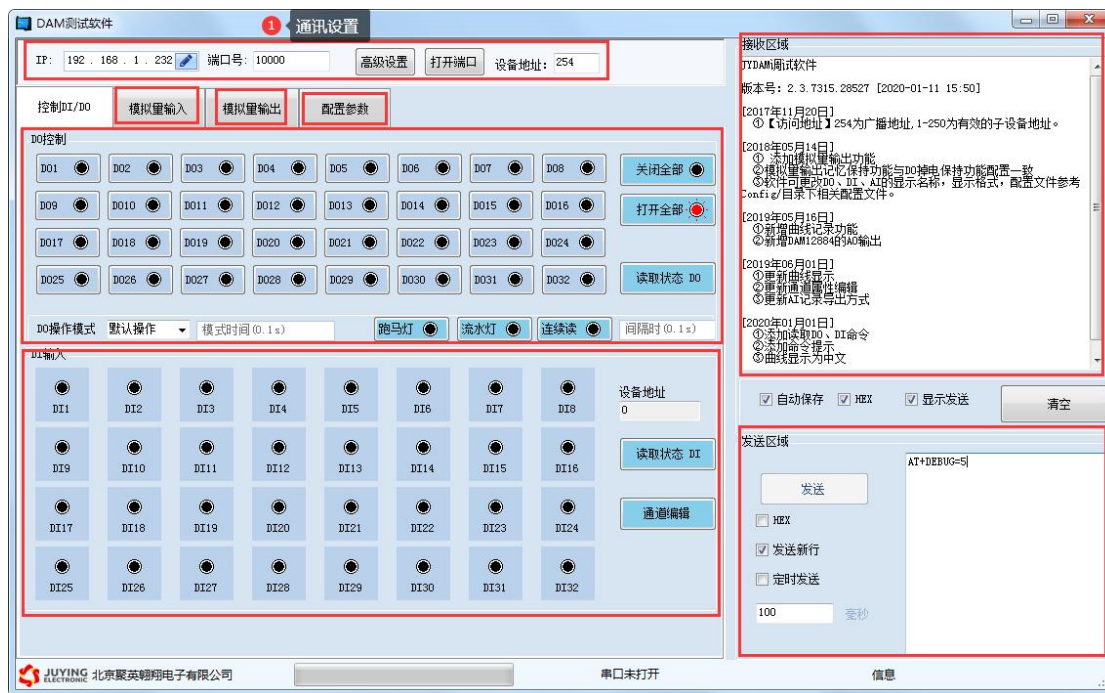 DAM测试软件
1 通讯设置
IP: 192 . 168 . 1 . 232 端口号: 10000 高级设置 打开端口 设备地址: 254
控制DI/DO 模拟量输入 模拟量输出 配置参数
DO控制
DO1 DO2 DO3 DO4 DO5 DO6 DO7 DO8 关闭全部
DO9 DO10 DO11 DO12 DO13 DO14 DO15 DO16 打开全部
DO17 DO18 DO19 DO20 DO21 DO22 DO23 DO24
DO25 DO26 DO27 DO28 DO29 DO30 DO31 DO32 读取状态 DO
DO操作模式 默认操作 模式时间(0.1s) 跑马灯 流水灯 连续读 间隔时(0.1s)
DI输入
DI1 DI2 DI3 DI4 DI5 DI6 DI7 DI8
设备地址
0
DI9 DI10 DI11 DI12 DI13 DI14 DI15 DI16
读取状态 DI
DI17 DI18 DI19 DI20 DI21 DI22 DI23 DI24
通道编辑
DI25 DI26 DI27 DI28 DI29 DI30 DI31 DI32
接收区域
JYDAM调试软件
版本号: 2.3.7315.28527 [2020-01-11 15:50]
[2017年11月20日]
①【访问地址】254为广播地址,1-250为有效的子设备地址。
[2018年05月14日]
① 添加模拟量输出功能
②模拟量输出记忆保持功能与DO掉电保持功能配置一致
③软件可更改DO、DI、AI的显示名称，显示格式，配置文件参考
Config/目录下相关配置文件。
[2019年05月16日]
①新增曲线记录功能
②新增DAM12884的AO输出
[2019年06月01日]
①更新曲线显示
②更新通道属性编辑
③更新AI记录导出方式
[2020年01月01日]
①添加读取DO、DI命令
②添加命令提示
③曲线显示为中文
自动保存 HEX 显示发送 清空
发送区域
AT+DEBUG=5
发送
HEX
发送新行
定时发送
100 毫秒
JUYING ELECTRONIC 北京聚英翱翔电子有限公司 串口未打开 信息